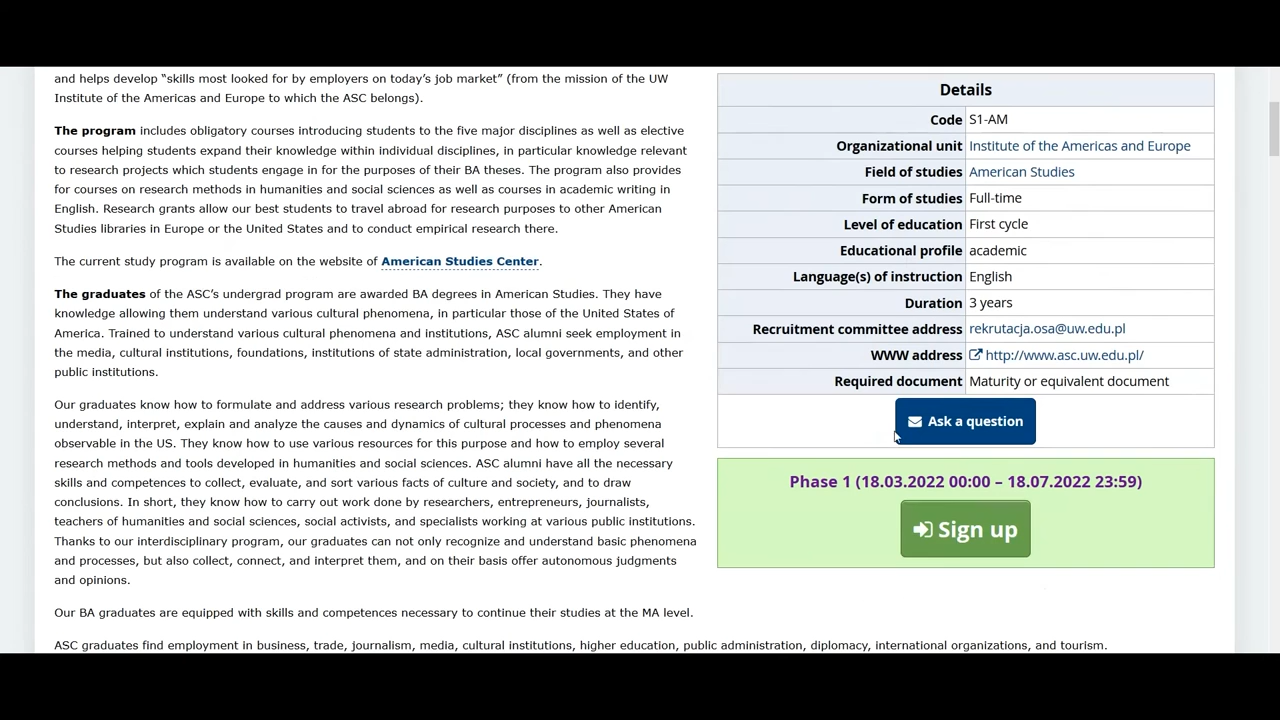 and helps develop “skills most looked for by employers on today’s job market” (from the mission of the UW
Institute of the Americas and Europe to which the ASC belongs).
The program includes obligatory courses introducing students to the five major disciplines as well as elective
courses helping students expand their knowledge within individual disciplines, in particular knowledge relevant
to research projects which students engage in for the purposes of their BA theses. The program also provides
for courses on research methods in humanities and social sciences as well as courses in academic writing in
English. Research grants allow our best students to travel abroad for research purposes to other American
Studies libraries in Europe or the United States and to conduct empirical research there.
The current study program is available on the website of American Studies Center.
The graduates of the ASC’s undergrad program are awarded BA degrees in American Studies. They have
knowledge allowing them understand various cultural phenomena, in particular those of the United States of
America. Trained to understand various cultural phenomena and institutions, ASC alumni seek employment in
the media, cultural institutions, foundations, institutions of state administration, local governments, and other
public institutions.
Our graduates know how to formulate and address various research problems; they know how to identify,
understand, interpret, explain and analyze the causes and dynamics of cultural processes and phenomena
observable in the US. They know how to use various resources for this purpose and how to employ several
research methods and tools developed in humanities and social sciences. ASC alumni have all the necessary
skills and competences to collect, evaluate, and sort various facts of culture and society, and to draw
conclusions. In short, they know how to carry out work done by researchers, entrepreneurs, journalists,
teachers of humanities and social sciences, social activists, and specialists working at various public institutions.
Thanks to our interdisciplinary program, our graduates can not only recognize and understand basic phenomena
and processes, but also collect, connect, and interpret them, and on their basis offer autonomous judgments
and opinions.
Our BA graduates are equipped with skills and competences necessary to continue their studies at the MA level.
ASC graduates find employment in business, trade, journalism, media, cultural institutions, higher education, public administration, diplomacy, international organizations, and tourism.
Details
Code S1-AM
Organizational unit Institute of the Americas and Europe
Field of studies American Studies
Form of studies Full-time
Level of education First cycle
Educational profile academic
Language(s) of instruction English
Duration 3 years
Recruitment committee address rekrutacja.osa@uw.edu.pl
WWW address http://www.asc.uw.edu.pl/
Required document Maturity or equivalent document
Ask a question
Phase 1 (18.03.2022 00:00 – 18.07.2022 23:59)
Sign up